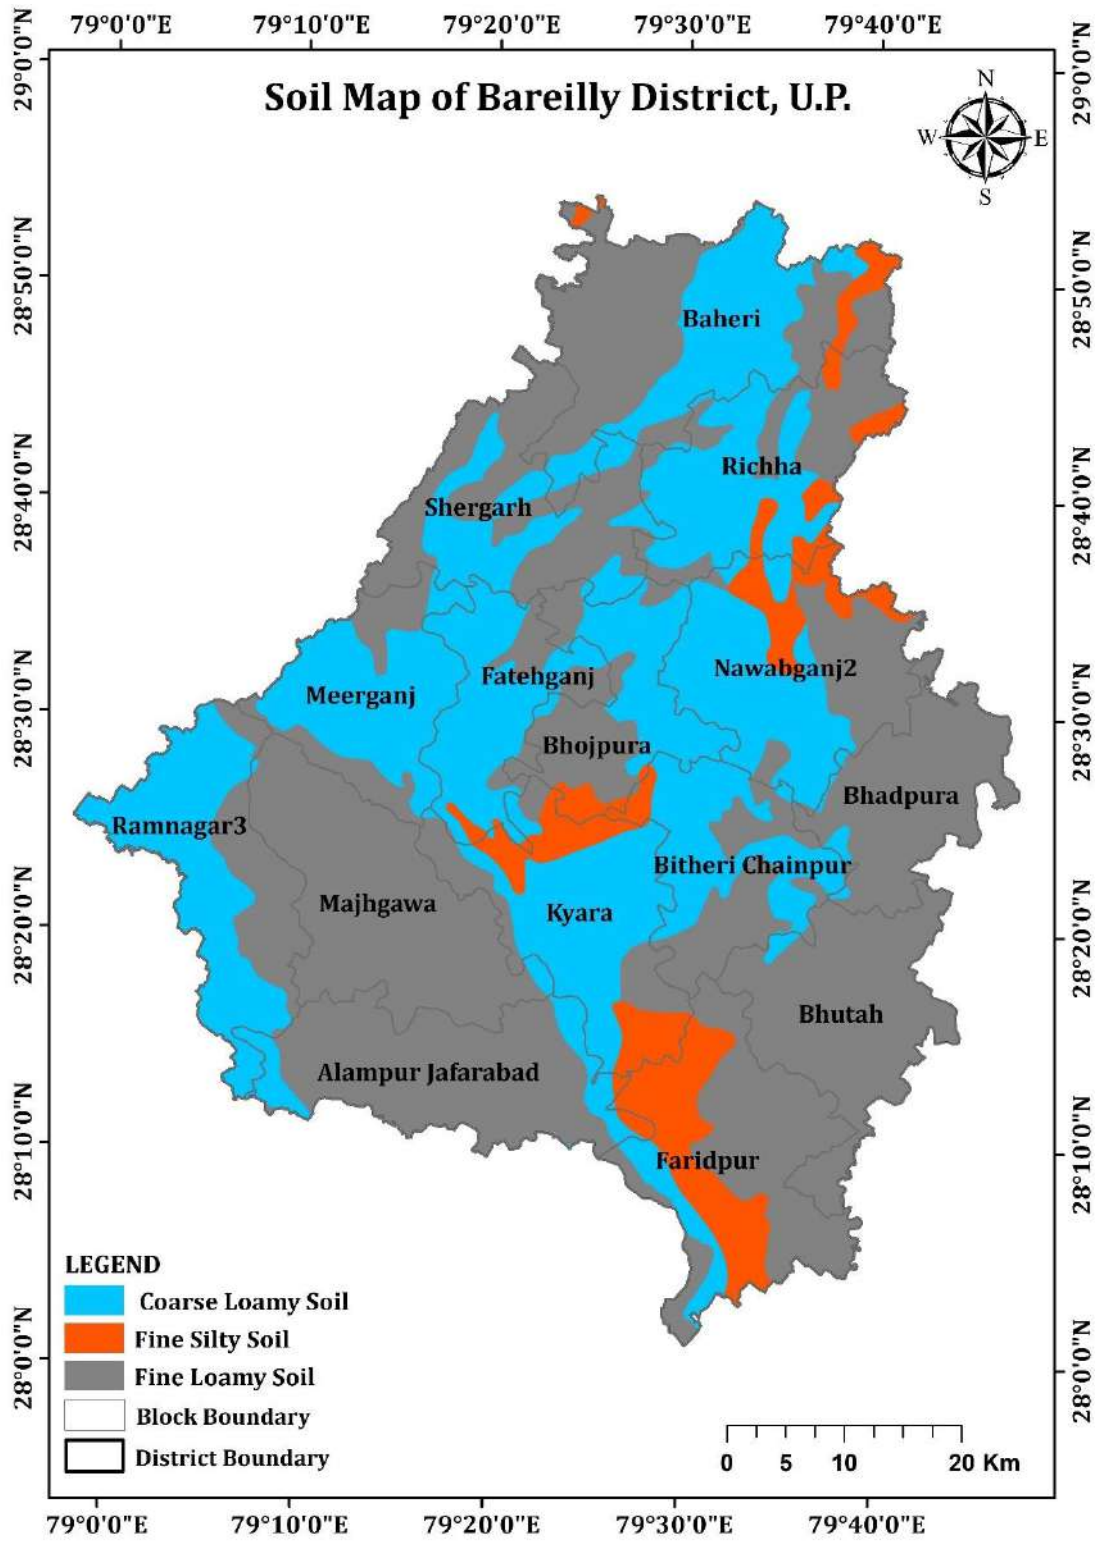 79°0'0"E 79°10'0"E 79°20'0"E 79°30'0"E 79°40'0"E
29°0'0"N
29°0'0"N
Soil Map of Bareilly District, U.P.
N
W E
S
28°50'0"N
28°50'0"N
Baheri
Richha
28°40'0"N
28°40'0"N
Shergarh
Nawabganj2
Fatehganj
Meerganj
28°30'0"N
28°30'0"N
Bhojpura
Bhadpura
Ramnagar3
Bitheri Chainpur
Majhgawa
Kyara
28°20'0"N
28°20'0"N
Bhutah
Alampur Jafarabad
28°10'0"N
28°10'0"N
Faridpur
LEGEND
Coarse Loamy Soil
Fine Silty Soil
Fine Loamy Soil
Block Boundary
District Boundary
28°0'0"N
28°0'0"N
0 5 10 20 Km
79°0'0"E 79°10'0"E 79°20'0"E 79°30'0"E 79°40'0"E